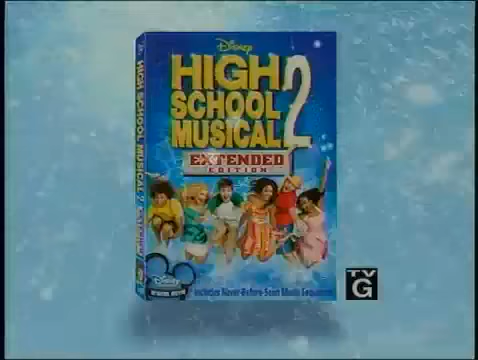 Disney
HIGH
SCHOOL
MUSICAL 2
EXTENDED
EDITION
HIGH SCHOOL MUSICAL 2 EXTENDED
Disney
Includes Never-Before-Seen Music Sequences
TV
G